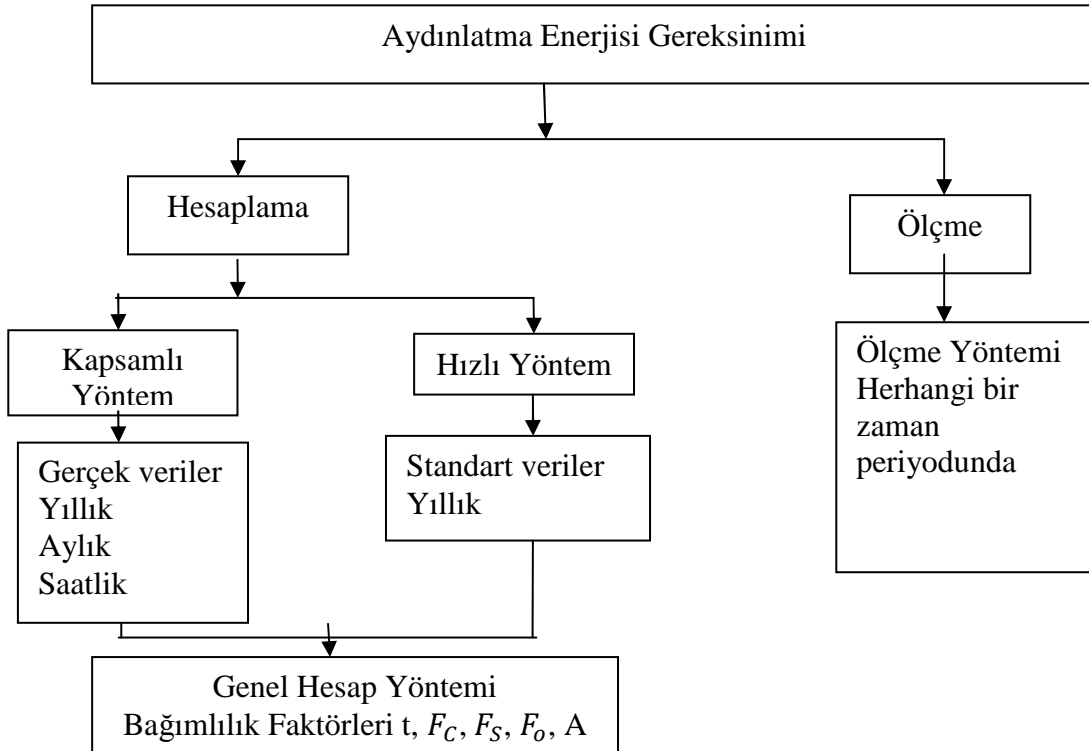 Aydınlatma Enerjisi Gereksinimi
Hesaplama
Ölçme
Kapsamlı
Yöntem
Hızlı Yöntem
Ölçme Yöntemi
Herhangi bir
zaman
periyodunda
Gerçek veriler
Yıllık
Aylık
Saatlik
Standart veriler
Yıllık
Genel Hesap Yöntemi
Bağımlılık Faktörleri t, F_C, F_S, F_o, A